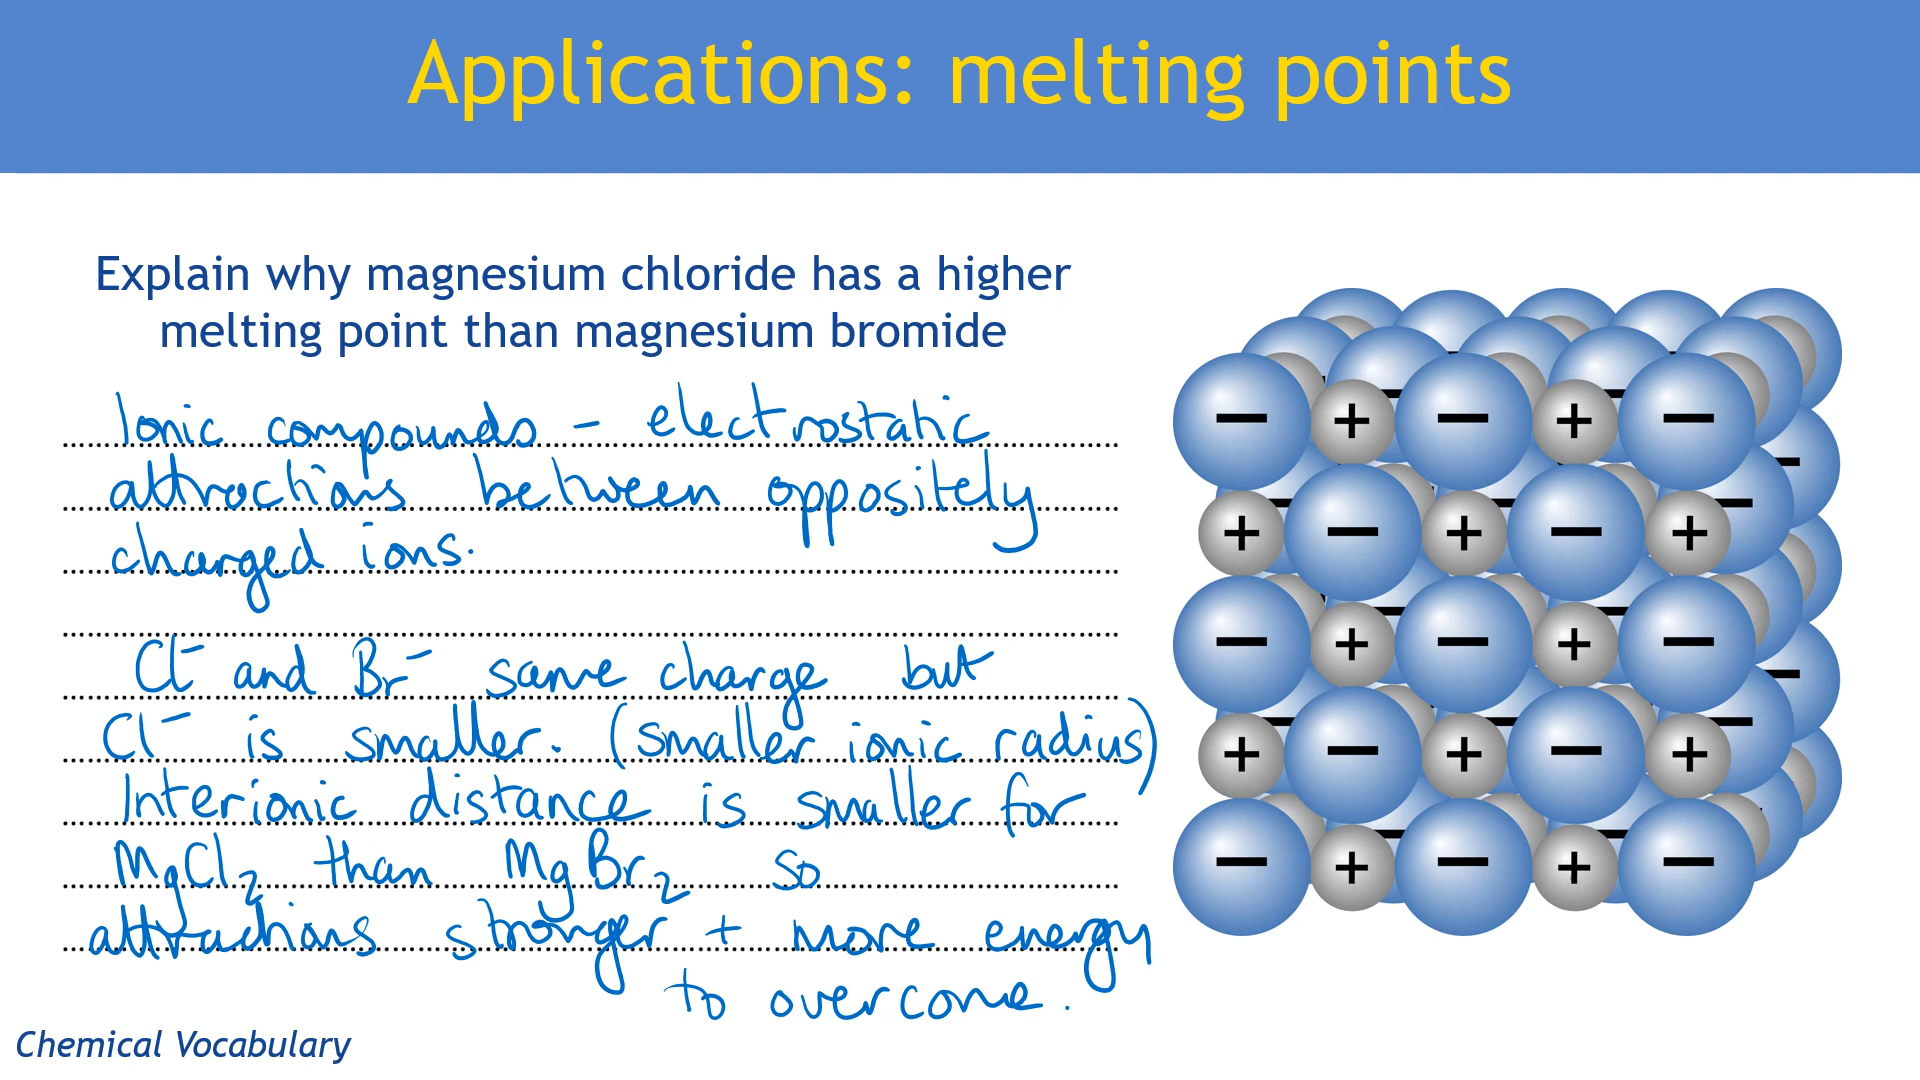 Applications: melting points
Explain why magnesium chloride has a higher
melting point than magnesium bromide
Ionic compounds - electrostatic
attractions between oppositely
charged ions.
Cl⁻ and Br⁻ same charge but
Cl⁻ is smaller. (smaller ionic radius)
Interionic distance is smaller for
MgCl₂ than MgBr₂ so
attractions stronger + more energy
to overcome.
Chemical Vocabulary